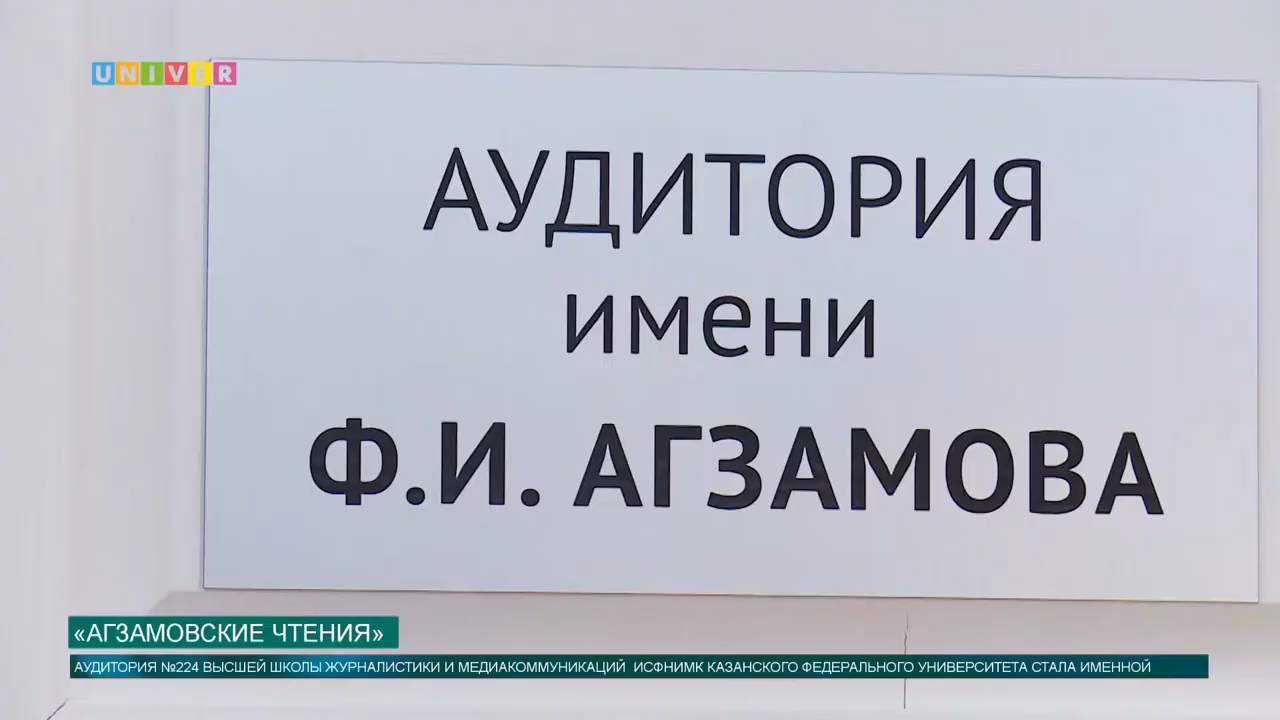 UNIVER
АУДИТОРИЯ
имени
Ф.И. АГЗАМОВА
«АГЗАМОВСКИЕ ЧТЕНИЯ»
АУДИТОРИЯ №224 ВЫСШЕЙ ШКОЛЫ ЖУРНАЛИСТИКИ И МЕДИАКОММУНИКАЦИЙ ИСФНИМК КАЗАНСКОГО ФЕДЕРАЛЬНОГО УНИВЕРСИТЕТА СТАЛА ИМЕННОЙ